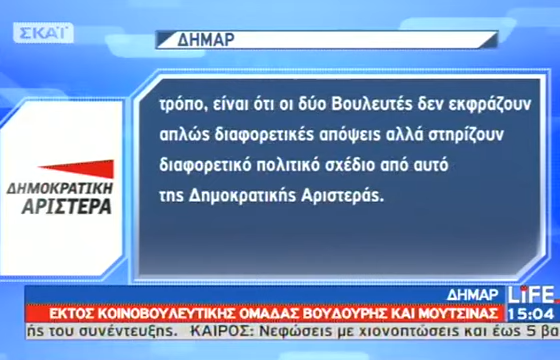 ΣΚΑΪ
ΔΗΜΑΡ
τρόπο, είναι ότι οι δύο Βουλευτές δεν εκφράζουν
απλώς διαφορετικές απόψεις αλλά στηρίζουν
διαφορετικό πολιτικό σχέδιο από αυτό
της Δημοκρατικής Αριστεράς.
ΔΗΜΟΚΡΑΤΙΚΗ
ΑΡΙΣΤΕΡΑ
ΔΗΜΑΡ
LiFE
ΕΚΤΟΣ ΚΟΙΝΟΒΟΥΛΕΥΤΙΚΗΣ ΟΜΑΔΑΣ ΒΟΥΔΟΥΡΗΣ ΚΑΙ ΜΟΥΤΣΙΝΑΣ
15:04
ής του συνέντευξης. ΚΑΙΡΟΣ: Νεφώσεις με χιονοπτώσεις και έως 5 βα